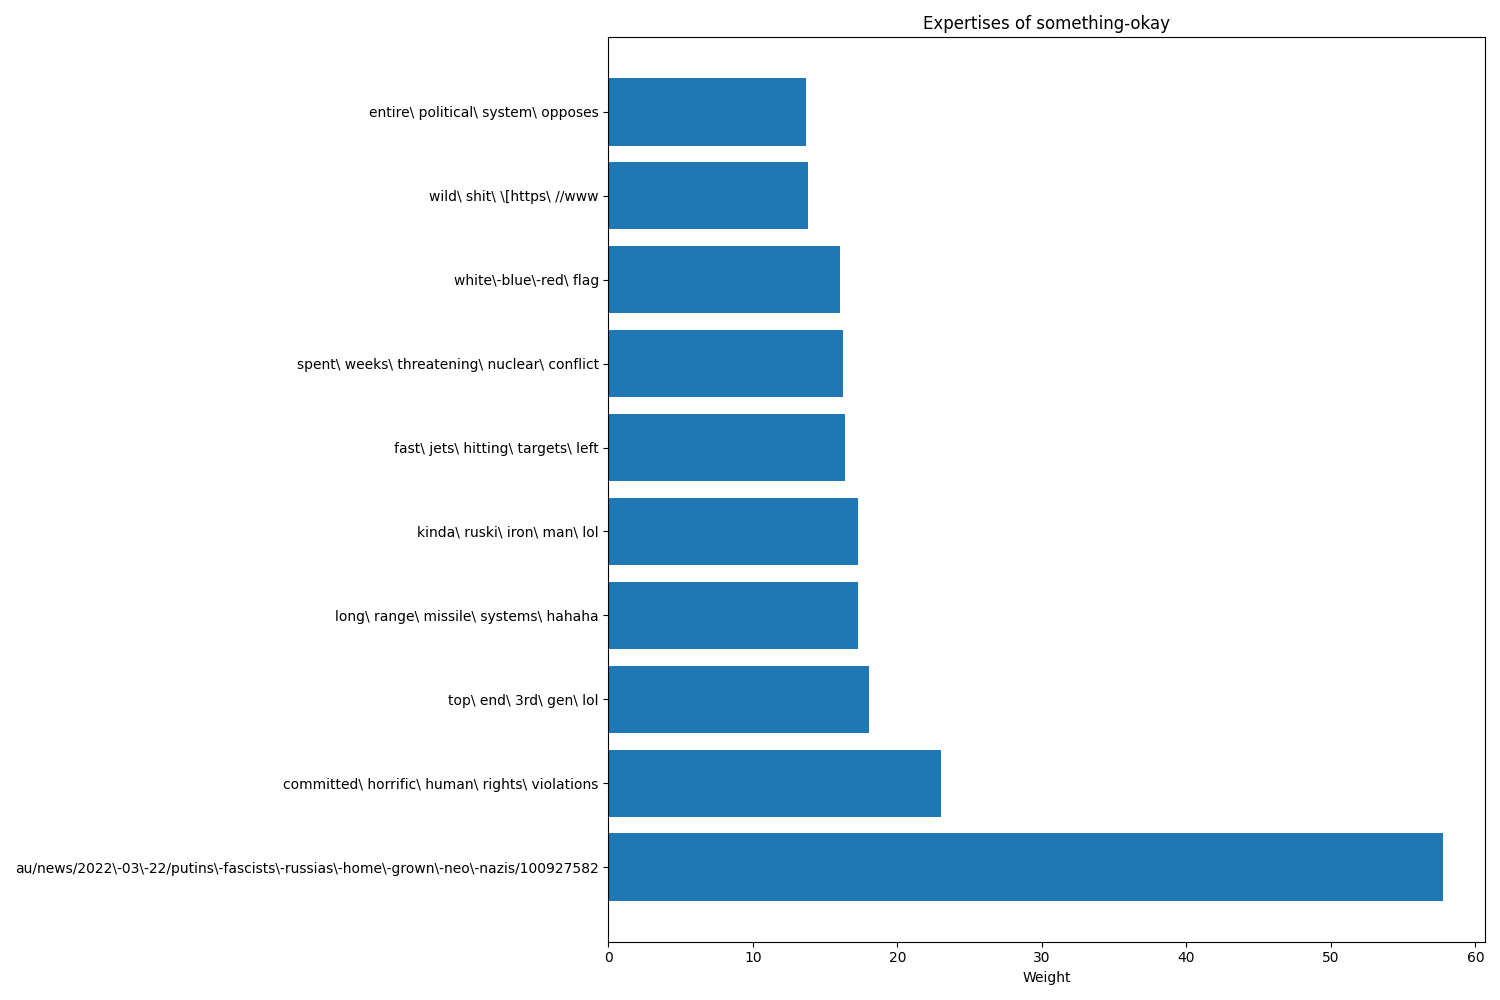 Expertises of something-okay
entire\ political\ system\ opposes
wild\ shit\ \[https\ //www
white\-blue\-red\ flag
spent\ weeks\ threatening\ nuclear\ conflict
fast\ jets\ hitting\ targets\ left
kinda\ ruski\ iron\ man\ lol
long\ range\ missile\ systems\ hahaha
top\ end\ 3rd\ gen\ lol
committed\ horrific\ human\ rights\ violations
au/news/2022\-03\-22/putins\-fascists\-russias\-home\-grown\-neo\-nazis/100927582
0 10 20 30 40 50 60
Weight